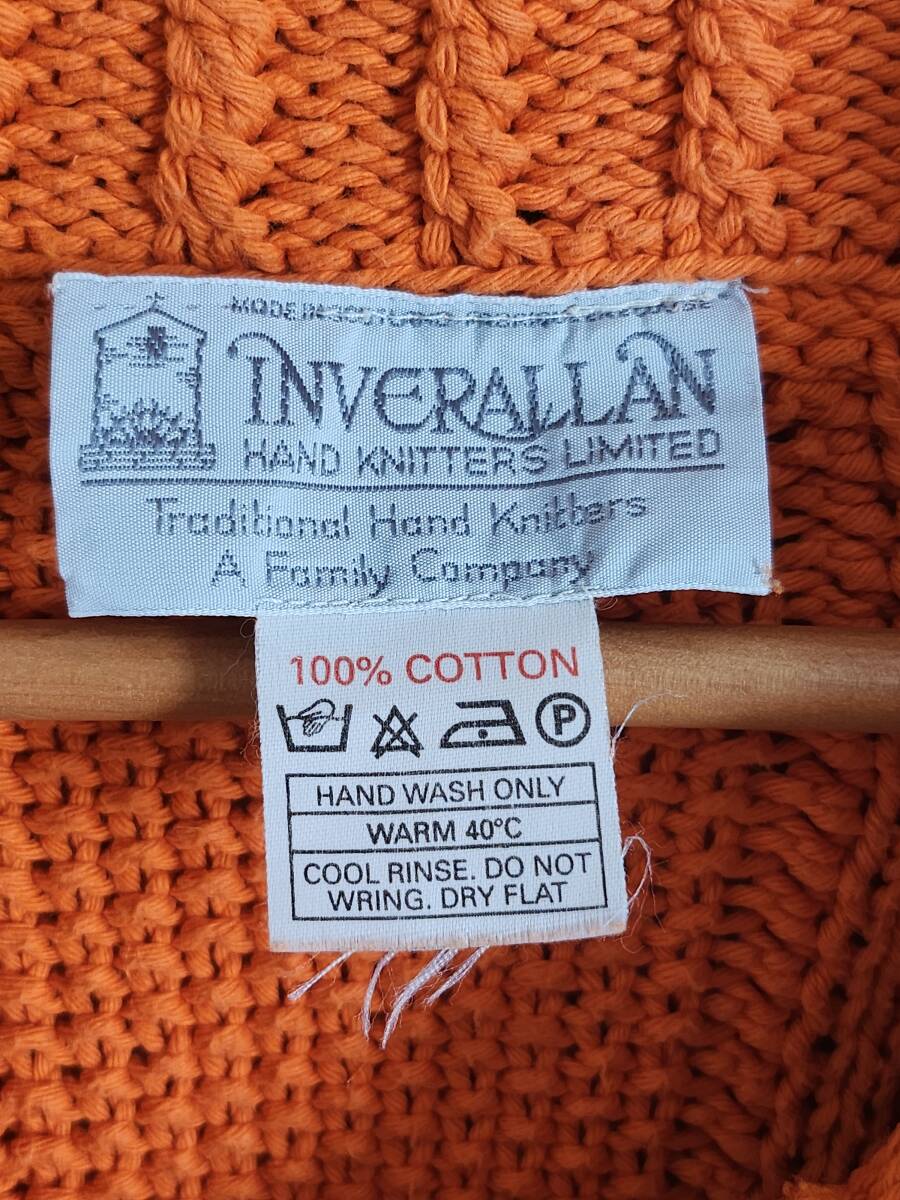 INVERALLAN
HAND KNITTERS LIMITED
Traditional Hand Knitters
A Family Company
100% COTTON
P
HAND WASH ONLY
WARM 40°C
COOL RINSE. DO NOT
WRING. DRY FLAT